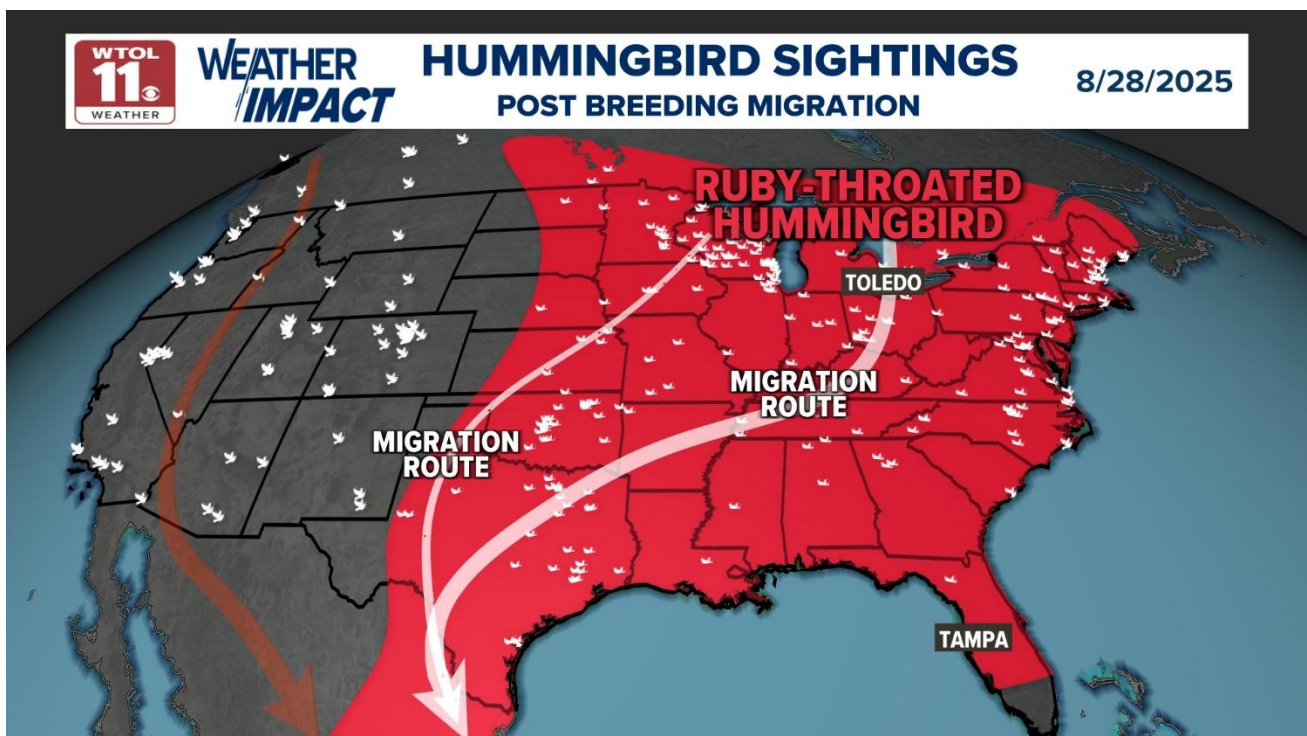 WTOL
11
WEATHER
WEATHER
IMPACT
HUMMINGBIRD SIGHTINGS
POST BREEDING MIGRATION
8/28/2025
RUBY-THROATED
HUMMINGBIRD
TOLEDO
MIGRATION
ROUTE
MIGRATION
ROUTE
TAMPA